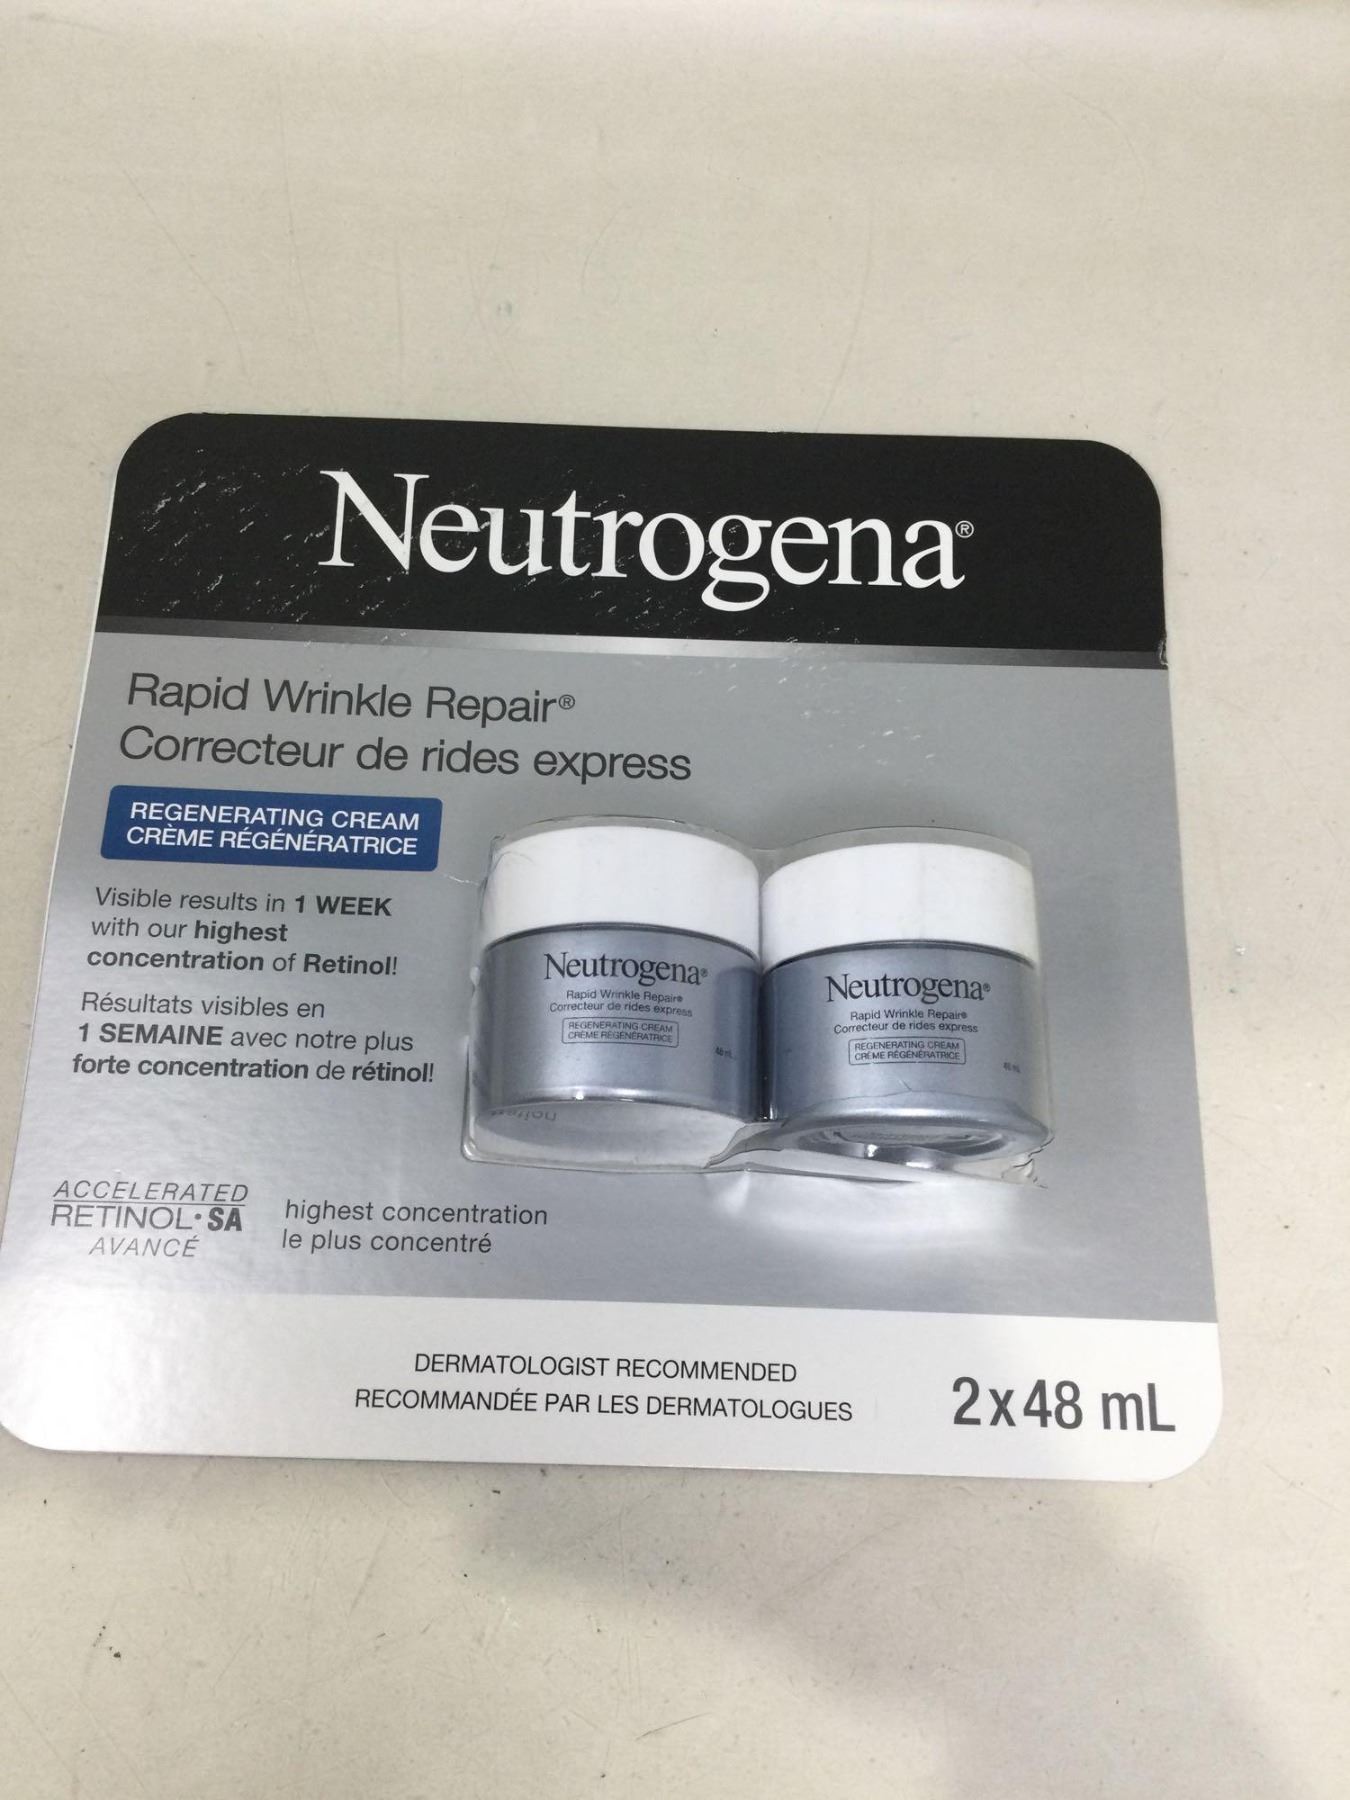 Neutrogena®
Rapid Wrinkle Repair®
Correcteur de rides express
REGENERATING CREAM
CRÈME RÉGÉNÉRATRICE
Visible results in 1 WEEK
with our highest
concentration of Retinol!
Résultats visibles en
1 SEMAINE avec notre plus
forte concentration de rétinol!
Neutrogena®
Rapid Wrinkle Repair®
Correcteur de rides express
REGENERATING CREAM
CRÈME RÉGÉNÉRATRICE
48 mL
Neutrogena®
Rapid Wrinkle Repair®
Correcteur de rides express
REGENERATING CREAM
CRÈME RÉGÉNÉRATRICE
48 mL
ACCELERATED
RETINOL•SA
AVANCÉ
highest concentration
le plus concentré
DERMATOLOGIST RECOMMENDED
RECOMMANDÉE PAR LES DERMATOLOGUES
2x48 mL